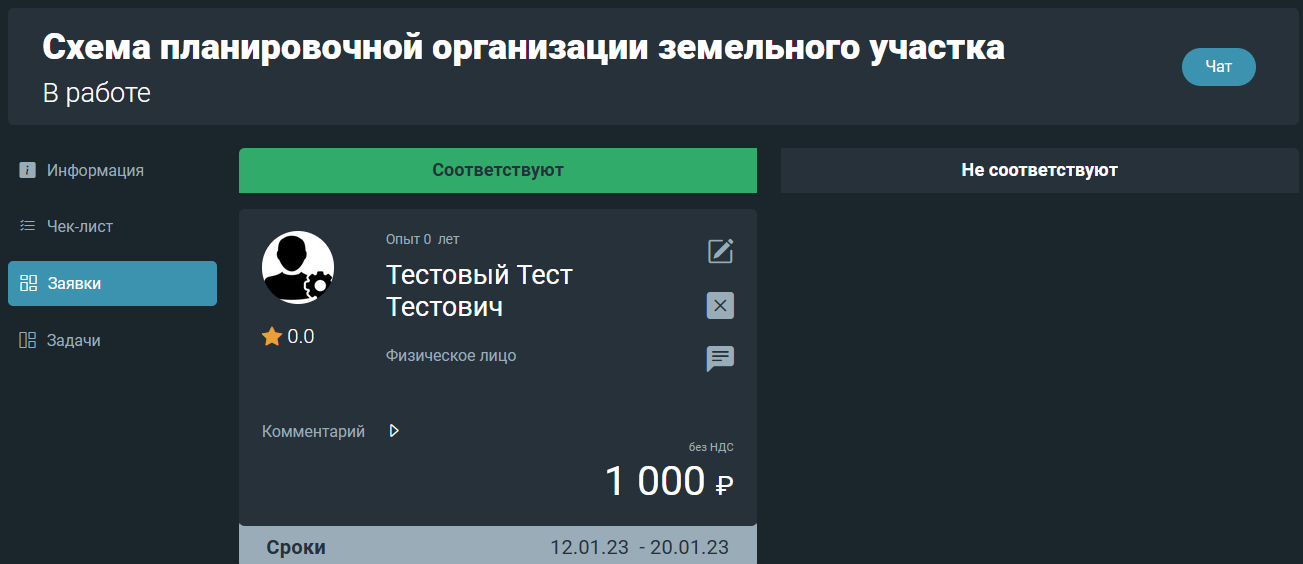 Схема планировочной организации земельного участка
В работе
Чат
Информация
Чек-лист
Заявки
Задачи
Соответствуют
Не соответствуют
Опыт 0 лет
Тестовый Тест
Тестович
0.0
Физическое лицо
Комментарий
без НДС
1 000 ₽
Сроки 12.01.23 - 20.01.23